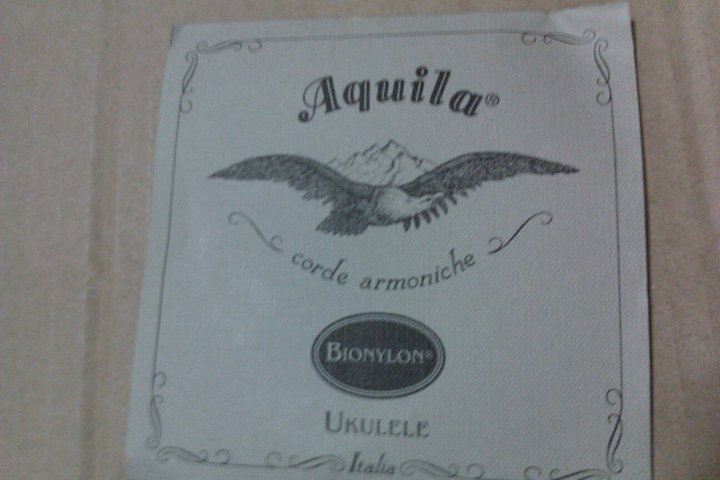 Aquila®
corde armoniche
BIONYLON®
UKULELE
Italia